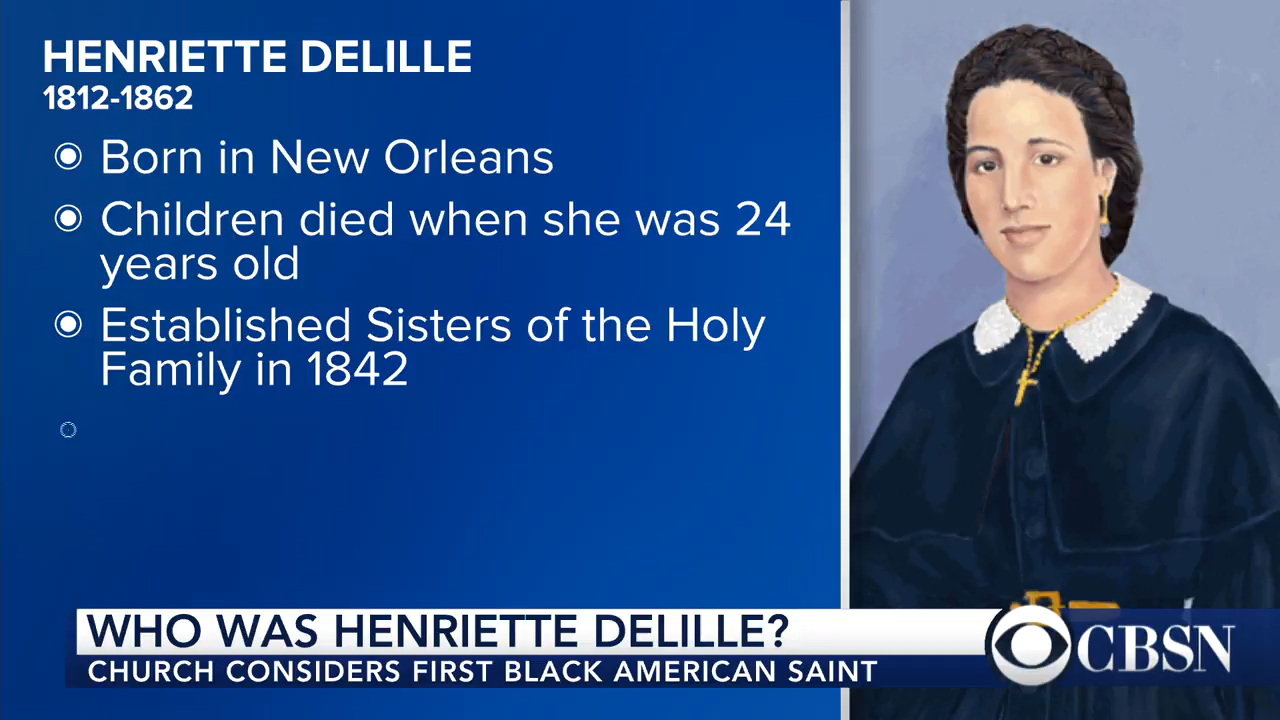 HENRIETTE DELILLE
1812-1862
Born in New Orleans
Children died when she was 24
years old
Established Sisters of the Holy
Family in 1842
WHO WAS HENRIETTE DELILLE?
CHURCH CONSIDERS FIRST BLACK AMERICAN SAINT
CBSN